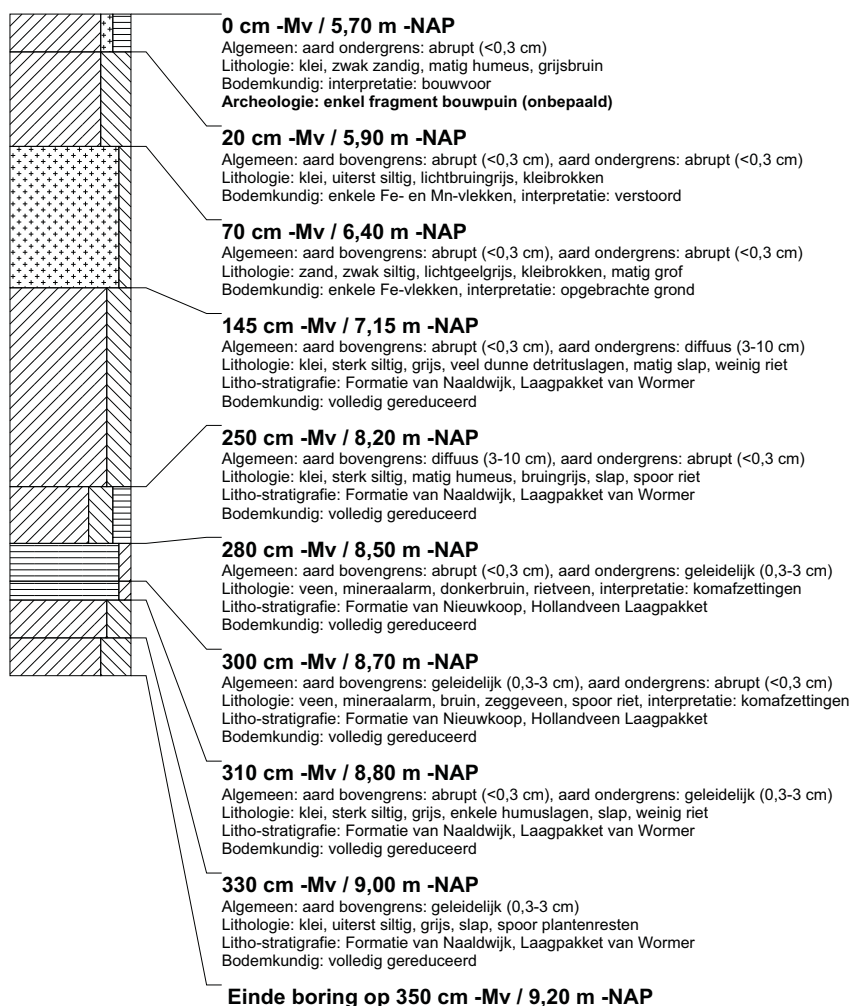 0 cm -Mv / 5,70 m -NAP
Algemeen: aard ondergrens: abrupt (<0,3 cm)
Lithologie: klei, zwak zandig, matig humeus, grijsbruin
Bodemkundig: interpretatie: bouwvoor
Archeologie: enkel fragment bouwpuin (onbepaald)
20 cm -Mv / 5,90 m -NAP
Algemeen: aard bovengrens: abrupt (<0,3 cm), aard ondergrens: abrupt (<0,3 cm)
Lithologie: klei, uiterst siltig, lichtbruingrijs, kleibrokken
Bodemkundig: enkele Fe- en Mn-vlekken, interpretatie: verstoord
70 cm -Mv / 6,40 m -NAP
Algemeen: aard bovengrens: abrupt (<0,3 cm), aard ondergrens: abrupt (<0,3 cm)
Lithologie: zand, zwak siltig, lichtgeelgrijs, kleibrokken, matig grof
Bodemkundig: enkele Fe-vlekken, interpretatie: opgebrachte grond
145 cm -Mv / 7,15 m -NAP
Algemeen: aard bovengrens: abrupt (<0,3 cm), aard ondergrens: diffuus (3-10 cm)
Lithologie: klei, sterk siltig, grijs, veel dunne detrituslagen, matig slap, weinig riet
Litho-stratigrafie: Formatie van Naaldwijk, Laagpakket van Wormer
Bodemkundig: volledig gereduceerd
250 cm -Mv / 8,20 m -NAP
Algemeen: aard bovengrens: diffuus (3-10 cm), aard ondergrens: abrupt (<0,3 cm)
Lithologie: klei, sterk siltig, matig humeus, bruingrijs, slap, spoor riet
Litho-stratigrafie: Formatie van Naaldwijk, Laagpakket van Wormer
Bodemkundig: volledig gereduceerd
280 cm -Mv / 8,50 m -NAP
Algemeen: aard bovengrens: abrupt (<0,3 cm), aard ondergrens: geleidelijk (0,3-3 cm)
Lithologie: veen, mineraalarm, donkerbruin, rietveen, interpretatie: komafzettingen
Litho-stratigrafie: Formatie van Nieuwkoop, Hollandveen Laagpakket
Bodemkundig: volledig gereduceerd
300 cm -Mv / 8,70 m -NAP
Algemeen: aard bovengrens: geleidelijk (0,3-3 cm), aard ondergrens: abrupt (<0,3 cm)
Lithologie: veen, mineraalarm, bruin, zeggeveen, spoor riet, interpretatie: komafzettingen
Litho-stratigrafie: Formatie van Nieuwkoop, Hollandveen Laagpakket
Bodemkundig: volledig gereduceerd
310 cm -Mv / 8,80 m -NAP
Algemeen: aard bovengrens: abrupt (<0,3 cm), aard ondergrens: geleidelijk (0,3-3 cm)
Lithologie: klei, sterk siltig, grijs, enkele humuslagen, slap, weinig riet
Litho-stratigrafie: Formatie van Naaldwijk, Laagpakket van Wormer
Bodemkundig: volledig gereduceerd
330 cm -Mv / 9,00 m -NAP
Algemeen: aard bovengrens: geleidelijk (0,3-3 cm)
Lithologie: klei, uiterst siltig, grijs, slap, spoor plantenresten
Litho-stratigrafie: Formatie van Naaldwijk, Laagpakket van Wormer
Bodemkundig: volledig gereduceerd
Einde boring op 350 cm -Mv / 9,20 m -NAP